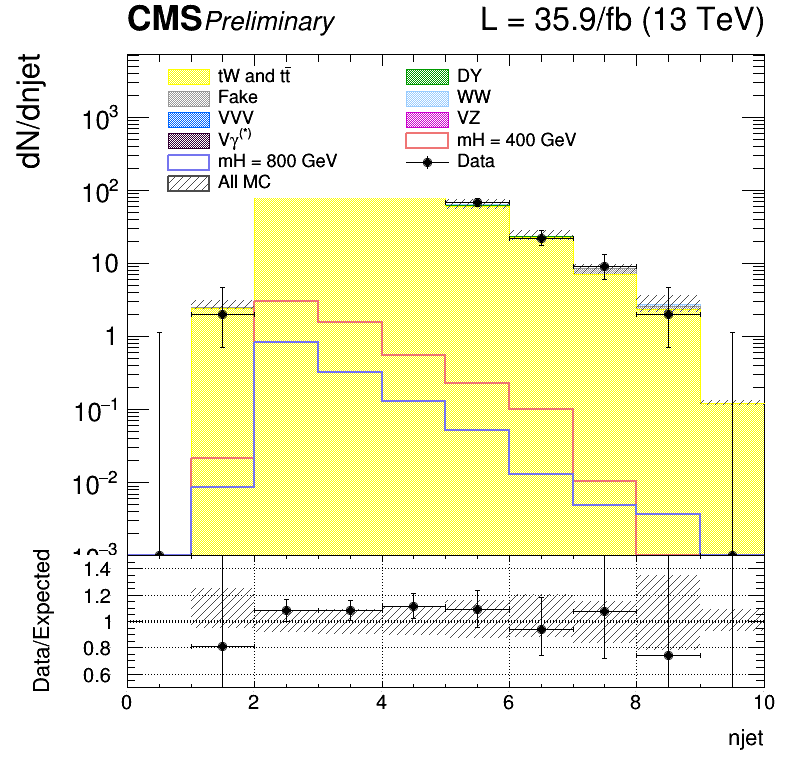 CMS Preliminary L = 35.9/fb (13 TeV)
dN/dnjet
tW and tt̄ DY
Fake WW
VVV VZ
Vγ(*) mH = 400 GeV
mH = 800 GeV Data
All MC
10³
10²
10
1
10⁻¹
10⁻²
10⁻³
Data/Expected
1.4
1.2
1
0.8
0.6
0 2 4 6 8 10
njet